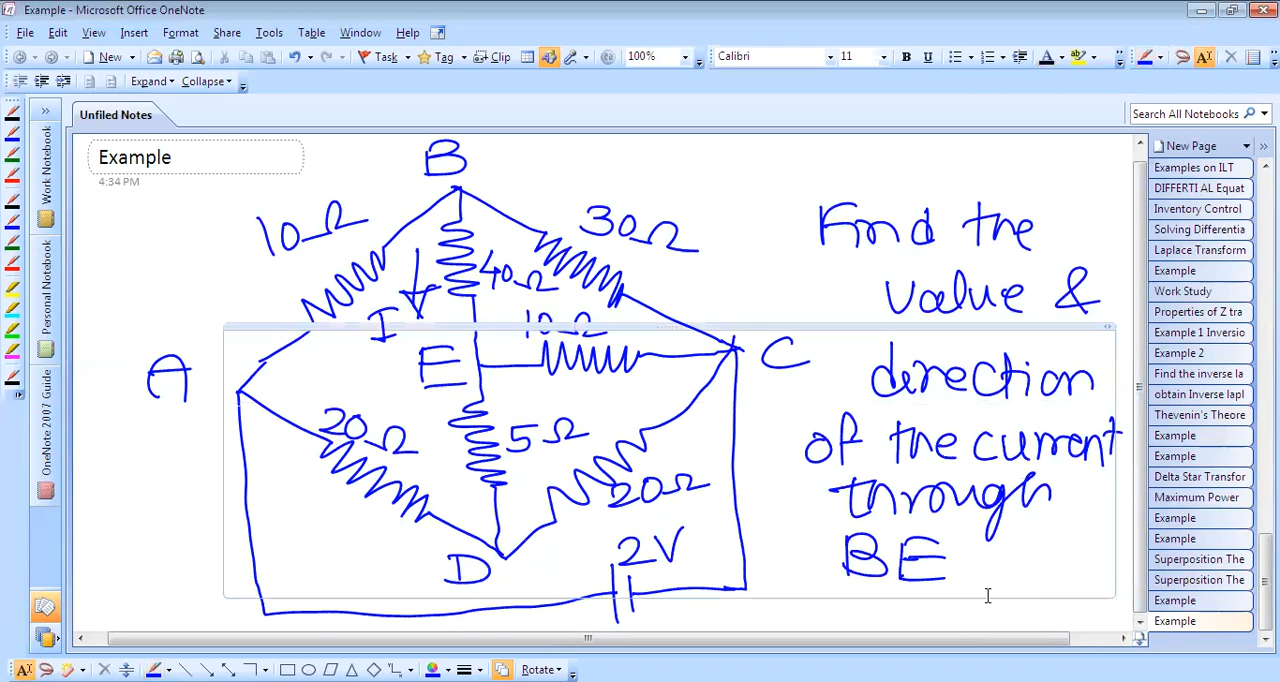 Example - Microsoft Office OneNote
File Edit View Insert Format Share Tools Table Window Help
New Task Tag Clip 100% Calibri 11 B U A ab
Expand Collapse
Unfiled Notes
Search All Notebooks
New Page
Work Notebook
Personal Notebook
OneNote 2007 Guide
Example
4:34 PM
B
10Ω
30Ω
40Ω
I
10Ω
A
E
C
20Ω
5Ω
20Ω
D
2V
Find the
value &
direction
of the current
through
BE
Examples on ILT
DIFFERTI AL Equat
Inventory Control
Solving Differentia
Laplace Transform
Example
Work Study
Properties of Z tra
Example 1 Inversio
Example 2
Find the inverse la
obtain Inverse lapl
Thevenin's Theore
Example
Example
Delta Star Transfor
Maximum Power
Example
Example
Superposition The
Superposition The
Example
Example
A Rotate